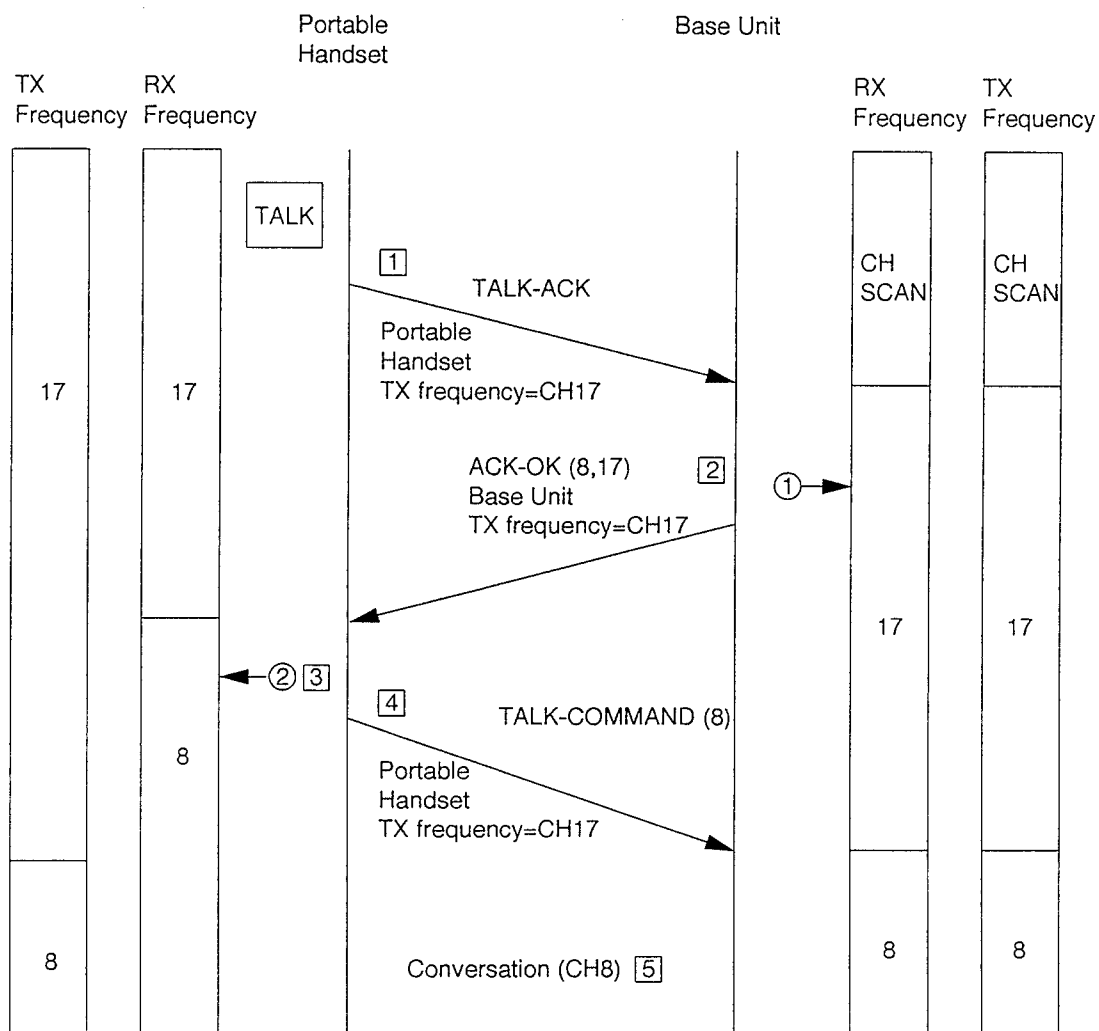 Portable
Handset
Base Unit
TX
Frequency
RX
Frequency
RX
Frequency
TX
Frequency
TALK
1
TALK-ACK
CH
SCAN
CH
SCAN
Portable
Handset
TX frequency=CH17
17
17
ACK-OK (8,17)
Base Unit
TX frequency=CH17
2
1
17
17
2
3
4
TALK-COMMAND (8)
8
Portable
Handset
TX frequency=CH17
8
Conversation (CH8)
5
8
8